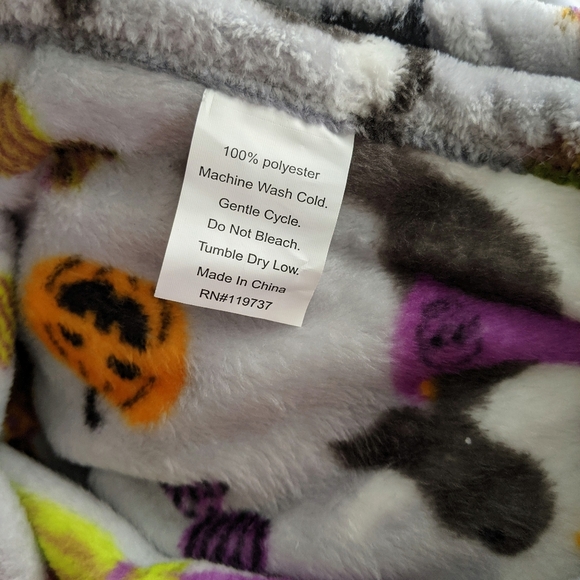 100% polyester
Machine Wash Cold.
Gentle Cycle.
Do Not Bleach.
Tumble Dry Low.
Made In China
RN#119737